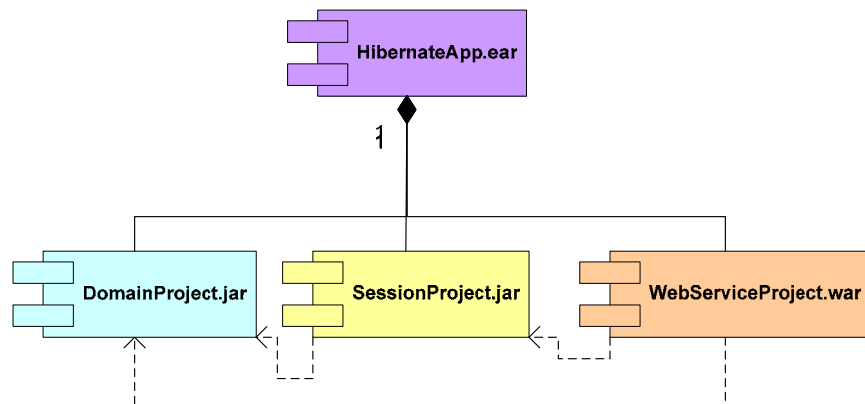 HibernateApp.ear
1
DomainProject.jar
SessionProject.jar
WebServiceProject.war